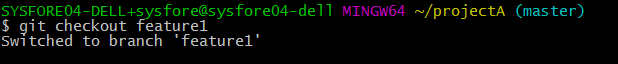 SYSFORE04-DELL+sysfore@sysfore04-dell MINGW64 ~/projectA (master)
$ git checkout feature1
Switched to branch 'feature1'